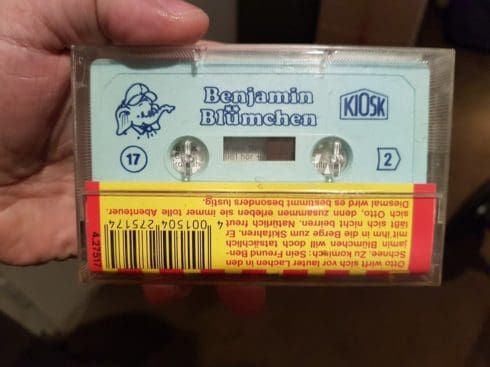 Benjamin
Blümchen
KIOSK
17
2
Otto wirft sich vor lauter Lachen in den
Schnee. Zu komisch: Sein Freund Ben-
jamin Blümchen will doch tatsächlich
mit ihm in die Berge zum Skifahren. Er
läßt sich nicht beirren. Natürlich freut
sich Otto, denn zusammen erleben sie immer tolle Abenteuer.
Diesmal wird es bestimmt besonders lustig.
4 001504 275174
4.27517